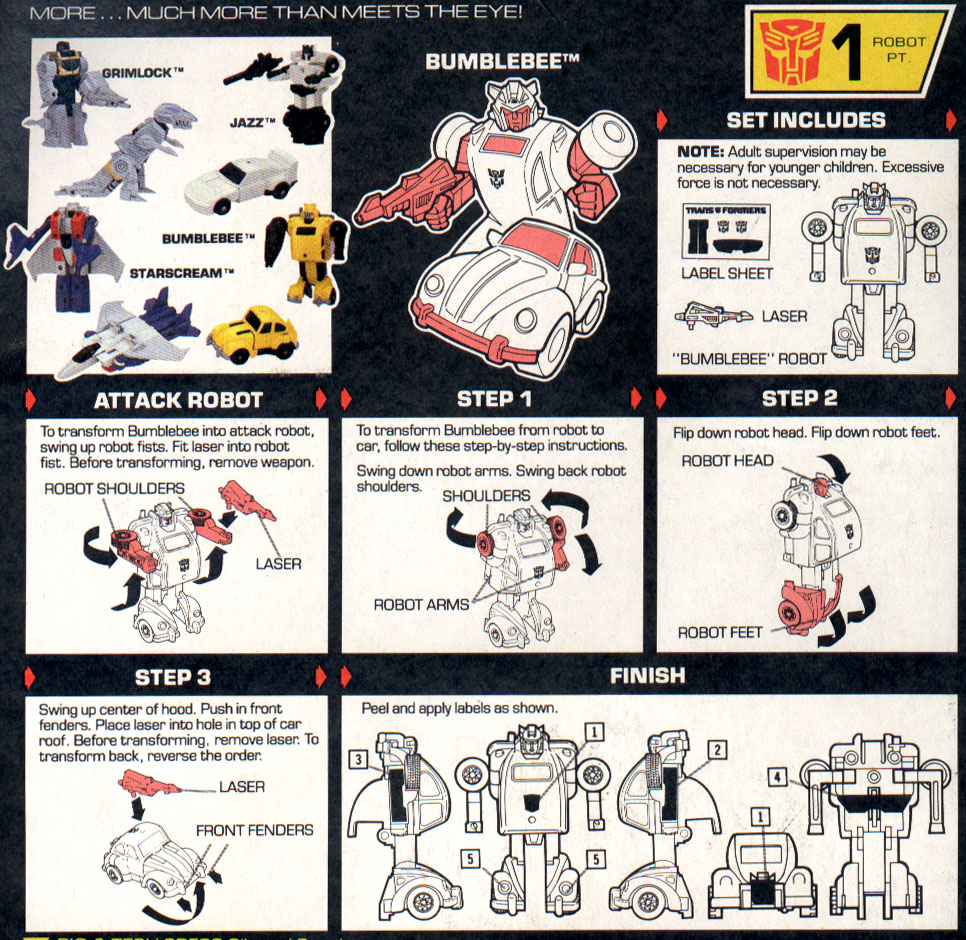 MORE ... MUCH MORE THAN MEETS THE EYE!
GRIMLOCK™
JAZZ™
BUMBLEBEE™
STARSCREAM™
BUMBLEBEE™
1
ROBOT
PT.
SET INCLUDES
NOTE: Adult supervision may be
necessary for younger children. Excessive
force is not necessary.
TRANSFORMERS
LABEL SHEET
LASER
"BUMBLEBEE" ROBOT
ATTACK ROBOT
To transform Bumblebee into attack robot,
swing up robot fists. Fit laser into robot
fist. Before transforming, remove weapon.
ROBOT SHOULDERS
LASER
STEP 1
To transform Bumblebee from robot to
car, follow these step-by-step instructions.
Swing down robot arms. Swing back robot
shoulders.
SHOULDERS
ROBOT ARMS
STEP 2
Flip down robot head. Flip down robot feet.
ROBOT HEAD
ROBOT FEET
STEP 3
Swing up center of hood. Push in front
fenders. Place laser into hole in top of car
roof. Before transforming, remove laser. To
transform back, reverse the order.
LASER
FRONT FENDERS
FINISH
Peel and apply labels as shown.
3
1
2
4
1
5
5